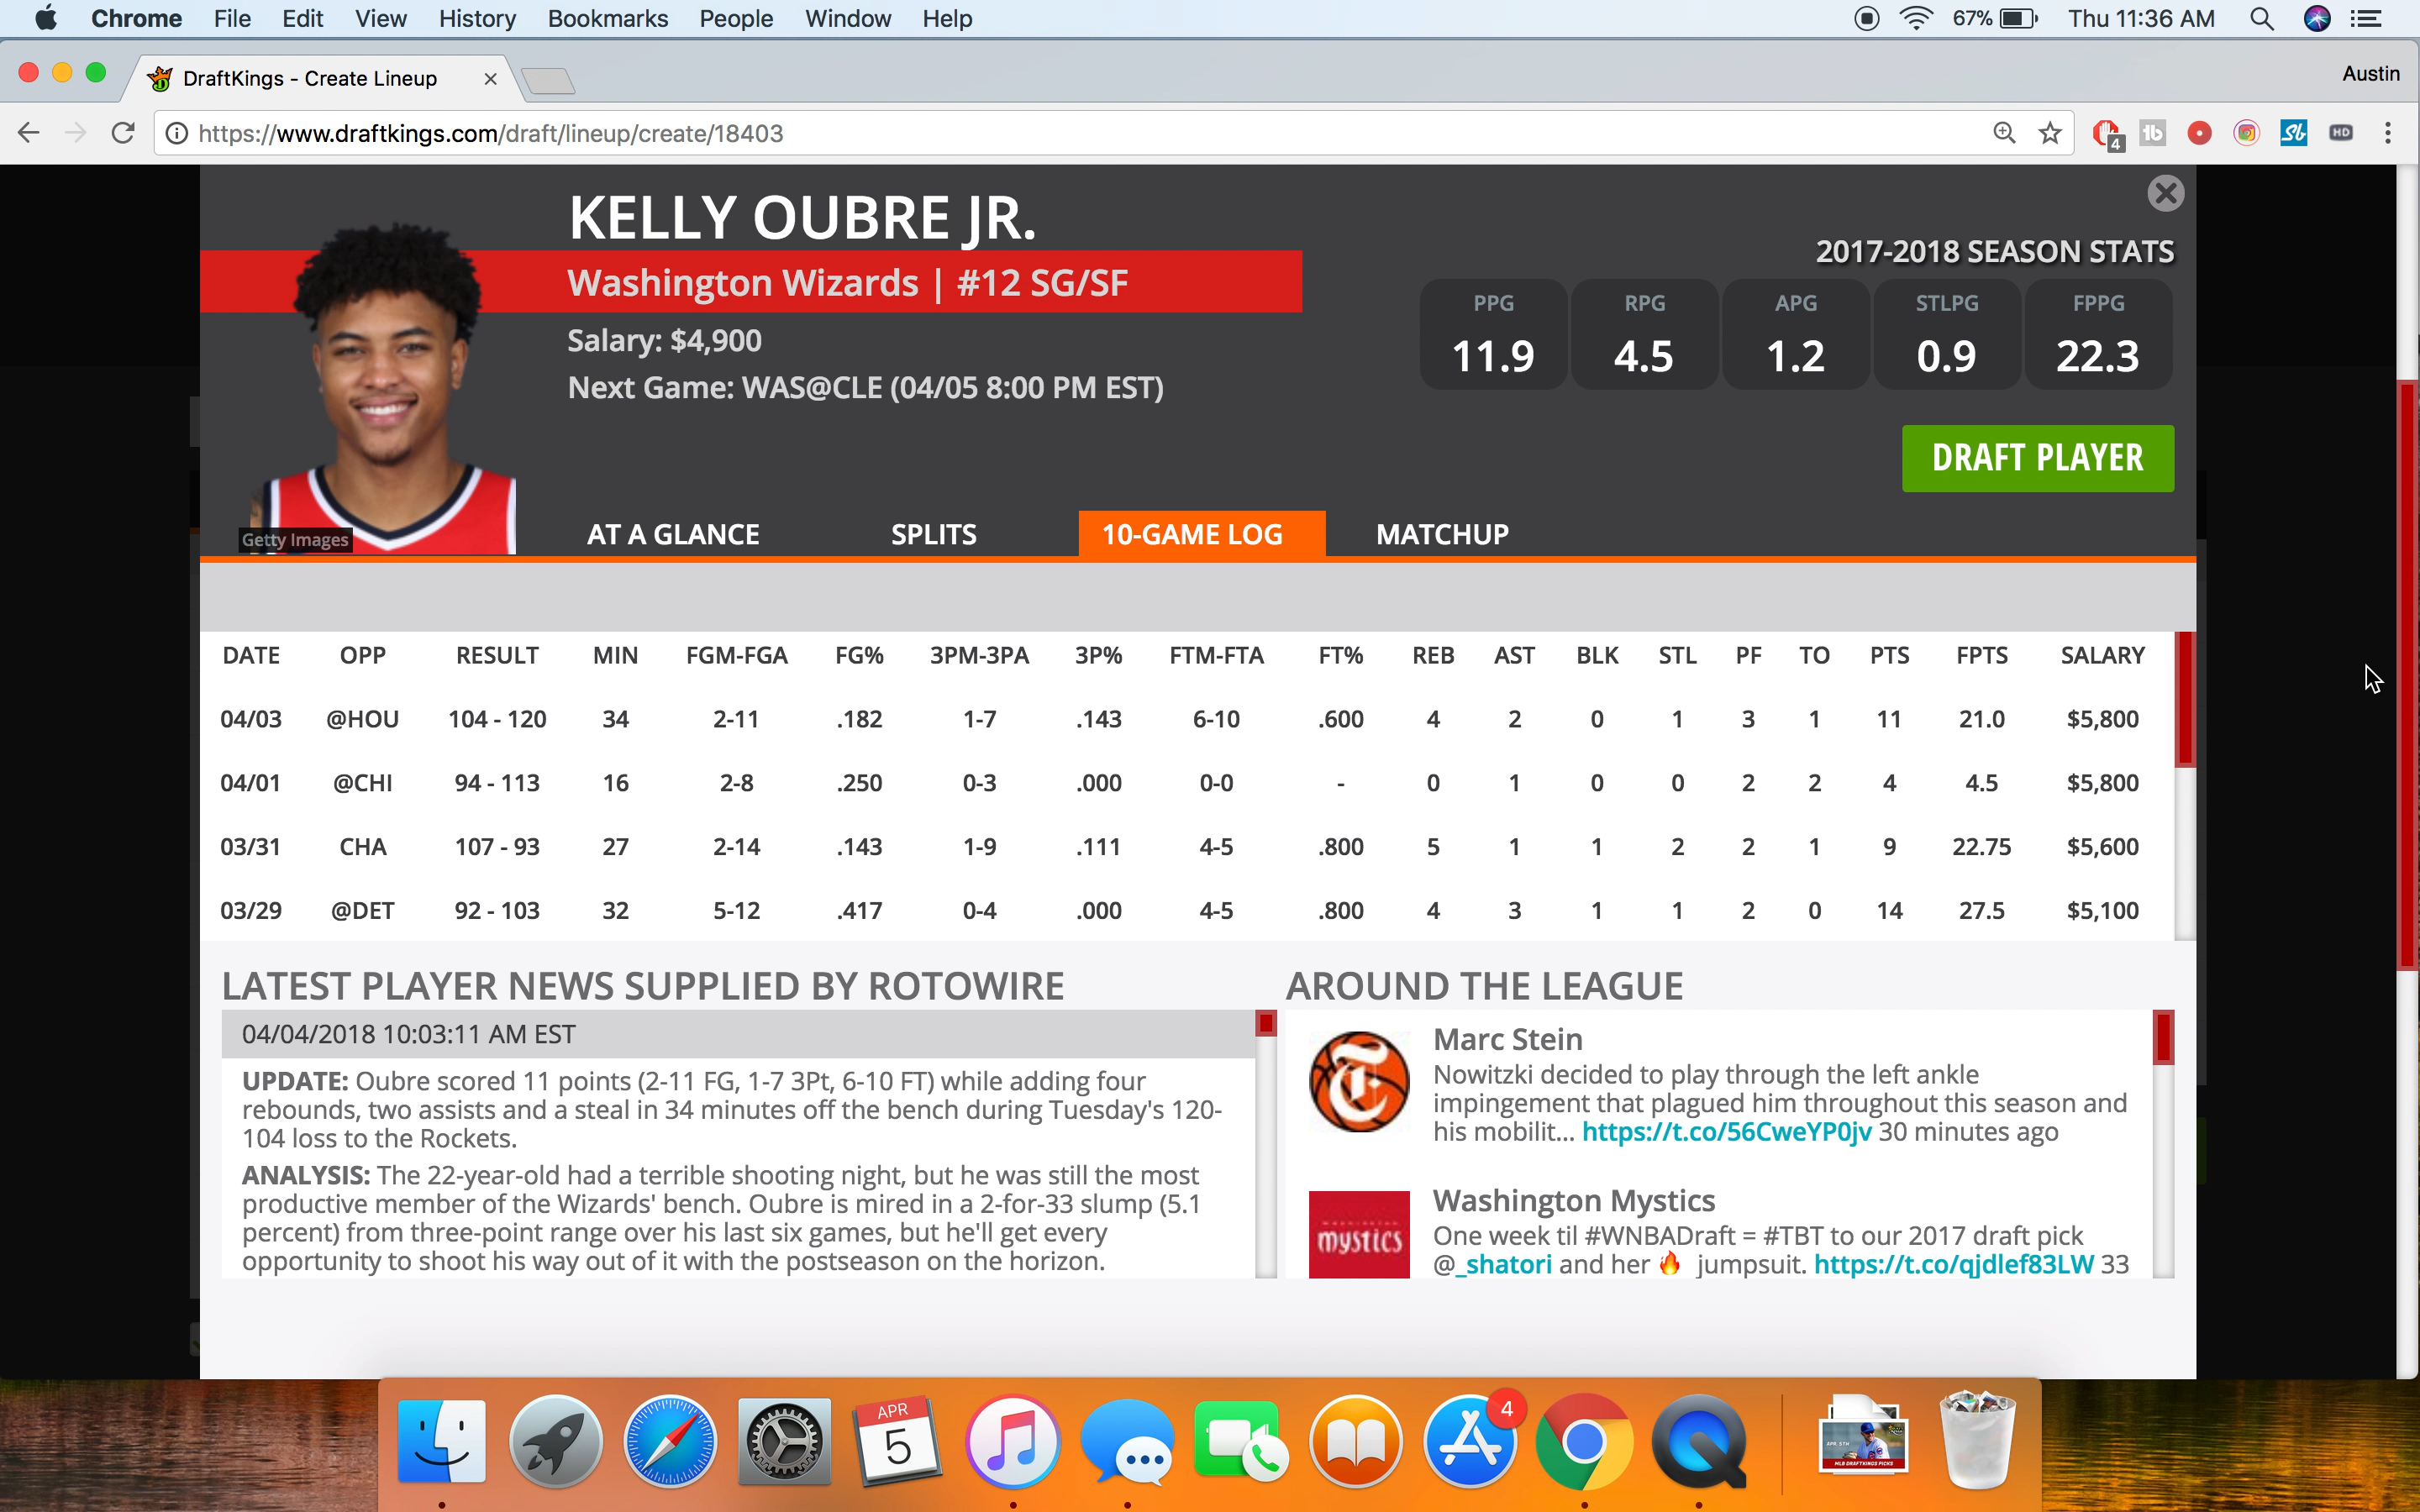 Chrome File Edit View History Bookmarks People Window Help 67% Thu 11:36 AM
DraftKings - Create Lineup Austin
https://www.draftkings.com/draft/lineup/create/18403 4 HD
KELLY OUBRE JR.
Washington Wizards | #12 SG/SF
Salary: $4,900
Next Game: WAS@CLE (04/05 8:00 PM EST)
2017-2018 SEASON STATS
PPG RPG APG STLPG FPPG
11.9 4.5 1.2 0.9 22.3
DRAFT PLAYER
Getty Images
AT A GLANCE SPLITS 10-GAME LOG MATCHUP
DATE OPP RESULT MIN FGM-FGA FG% 3PM-3PA 3P% FTM-FTA FT% REB AST BLK STL PF TO PTS FPTS SALARY
04/03 @HOU 104 - 120 34 2-11 .182 1-7 .143 6-10 .600 4 2 0 1 3 1 11 21.0 $5,800
04/01 @CHI 94 - 113 16 2-8 .250 0-3 .000 0-0 - 0 1 0 0 2 2 4 4.5 $5,800
03/31 CHA 107 - 93 27 2-14 .143 1-9 .111 4-5 .800 5 1 1 2 2 1 9 22.75 $5,600
03/29 @DET 92 - 103 32 5-12 .417 0-4 .000 4-5 .800 4 3 1 1 2 0 14 27.5 $5,100
LATEST PLAYER NEWS SUPPLIED BY ROTOWIRE
04/04/2018 10:03:11 AM EST
UPDATE: Oubre scored 11 points (2-11 FG, 1-7 3Pt, 6-10 FT) while adding four
rebounds, two assists and a steal in 34 minutes off the bench during Tuesday's 120-
104 loss to the Rockets.
ANALYSIS: The 22-year-old had a terrible shooting night, but he was still the most
productive member of the Wizards' bench. Oubre is mired in a 2-for-33 slump (5.1
percent) from three-point range over his last six games, but he'll get every
opportunity to shoot his way out of it with the postseason on the horizon.
AROUND THE LEAGUE
Marc Stein
Nowitzki decided to play through the left ankle
impingement that plagued him throughout this season and
his mobilit... https://t.co/56CweYP0jv 30 minutes ago
Washington Mystics
mystics
One week til #WNBADraft = #TBT to our 2017 draft pick
@_shatori and her 🔥 jumpsuit. https://t.co/qjdlef83LW 33
APR
5
4
APR. 5TH
MLB DRAFTKINGS PICKS